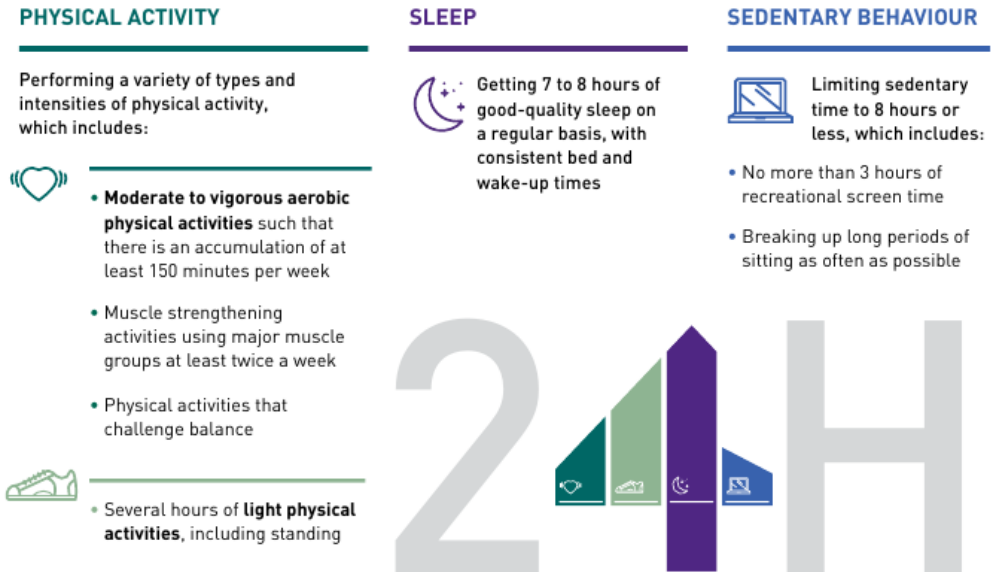 PHYSICAL ACTIVITY
Performing a variety of types and
intensities of physical activity,
which includes:
• Moderate to vigorous aerobic
physical activities such that
there is an accumulation of at
least 150 minutes per week
• Muscle strengthening
activities using major muscle
groups at least twice a week
• Physical activities that
challenge balance
• Several hours of light physical
activities, including standing
SLEEP
Getting 7 to 8 hours of
good-quality sleep on
a regular basis, with
consistent bed and
wake-up times
SEDENTARY BEHAVIOUR
Limiting sedentary
time to 8 hours or
less, which includes:
• No more than 3 hours of
recreational screen time
• Breaking up long periods of
sitting as often as possible
24H